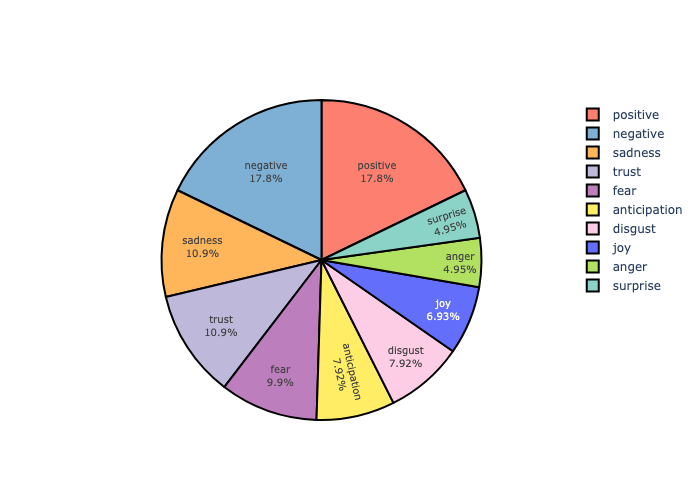 positive
17.8%
negative
17.8%
sadness
10.9%
trust
10.9%
fear
9.9%
anticipation
7.92%
disgust
7.92%
joy
6.93%
anger
4.95%
surprise
4.95%
positive
negative
sadness
trust
fear
anticipation
disgust
joy
anger
surprise